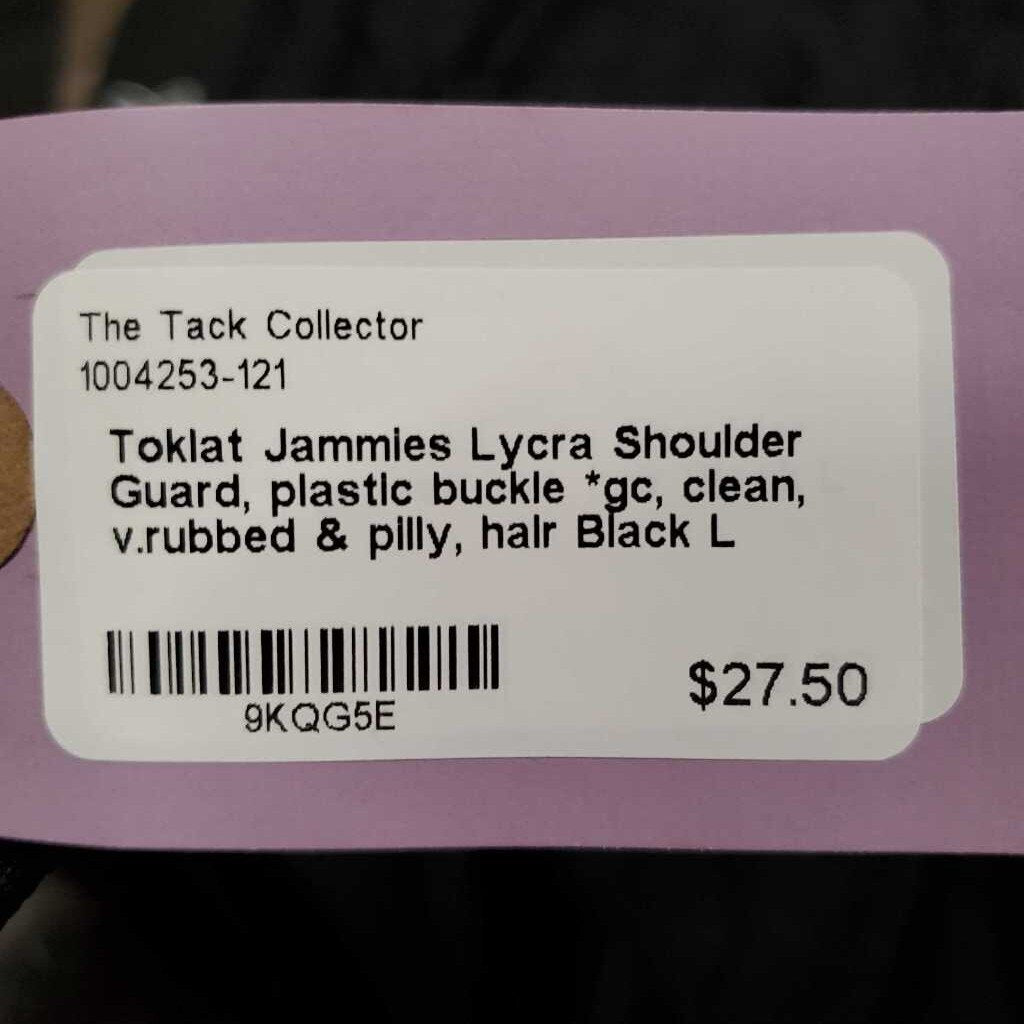 The Tack Collector
1004253-121
Toklat Jammies Lycra Shoulder
Guard, plastic buckle *gc, clean,
v.rubbed & pilly, hair Black L
9KQG5E
$27.50